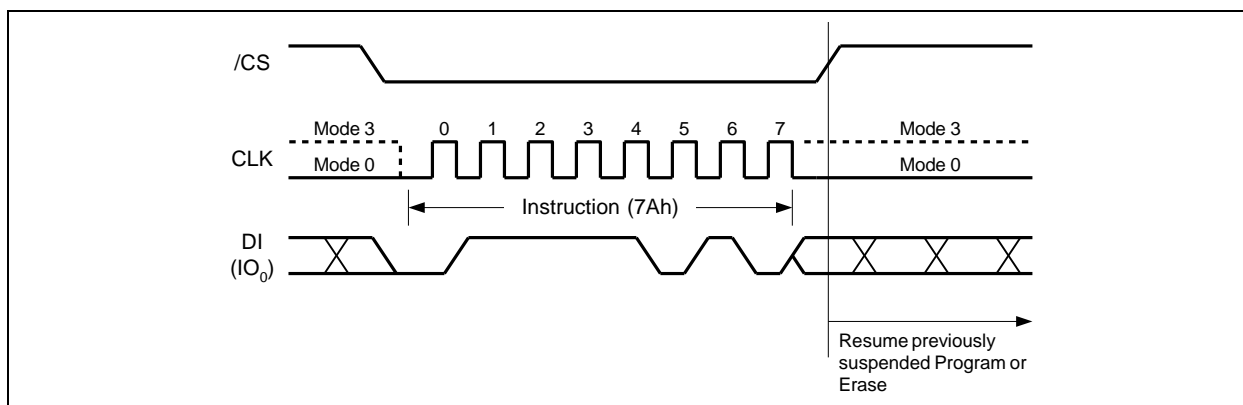 /CS
Mode 3 0 1 2 3 4 5 6 7 Mode 3
CLK
Mode 0 Mode 0
Instruction (7Ah)
DI
(IO0)
Resume previously
suspended Program or
Erase